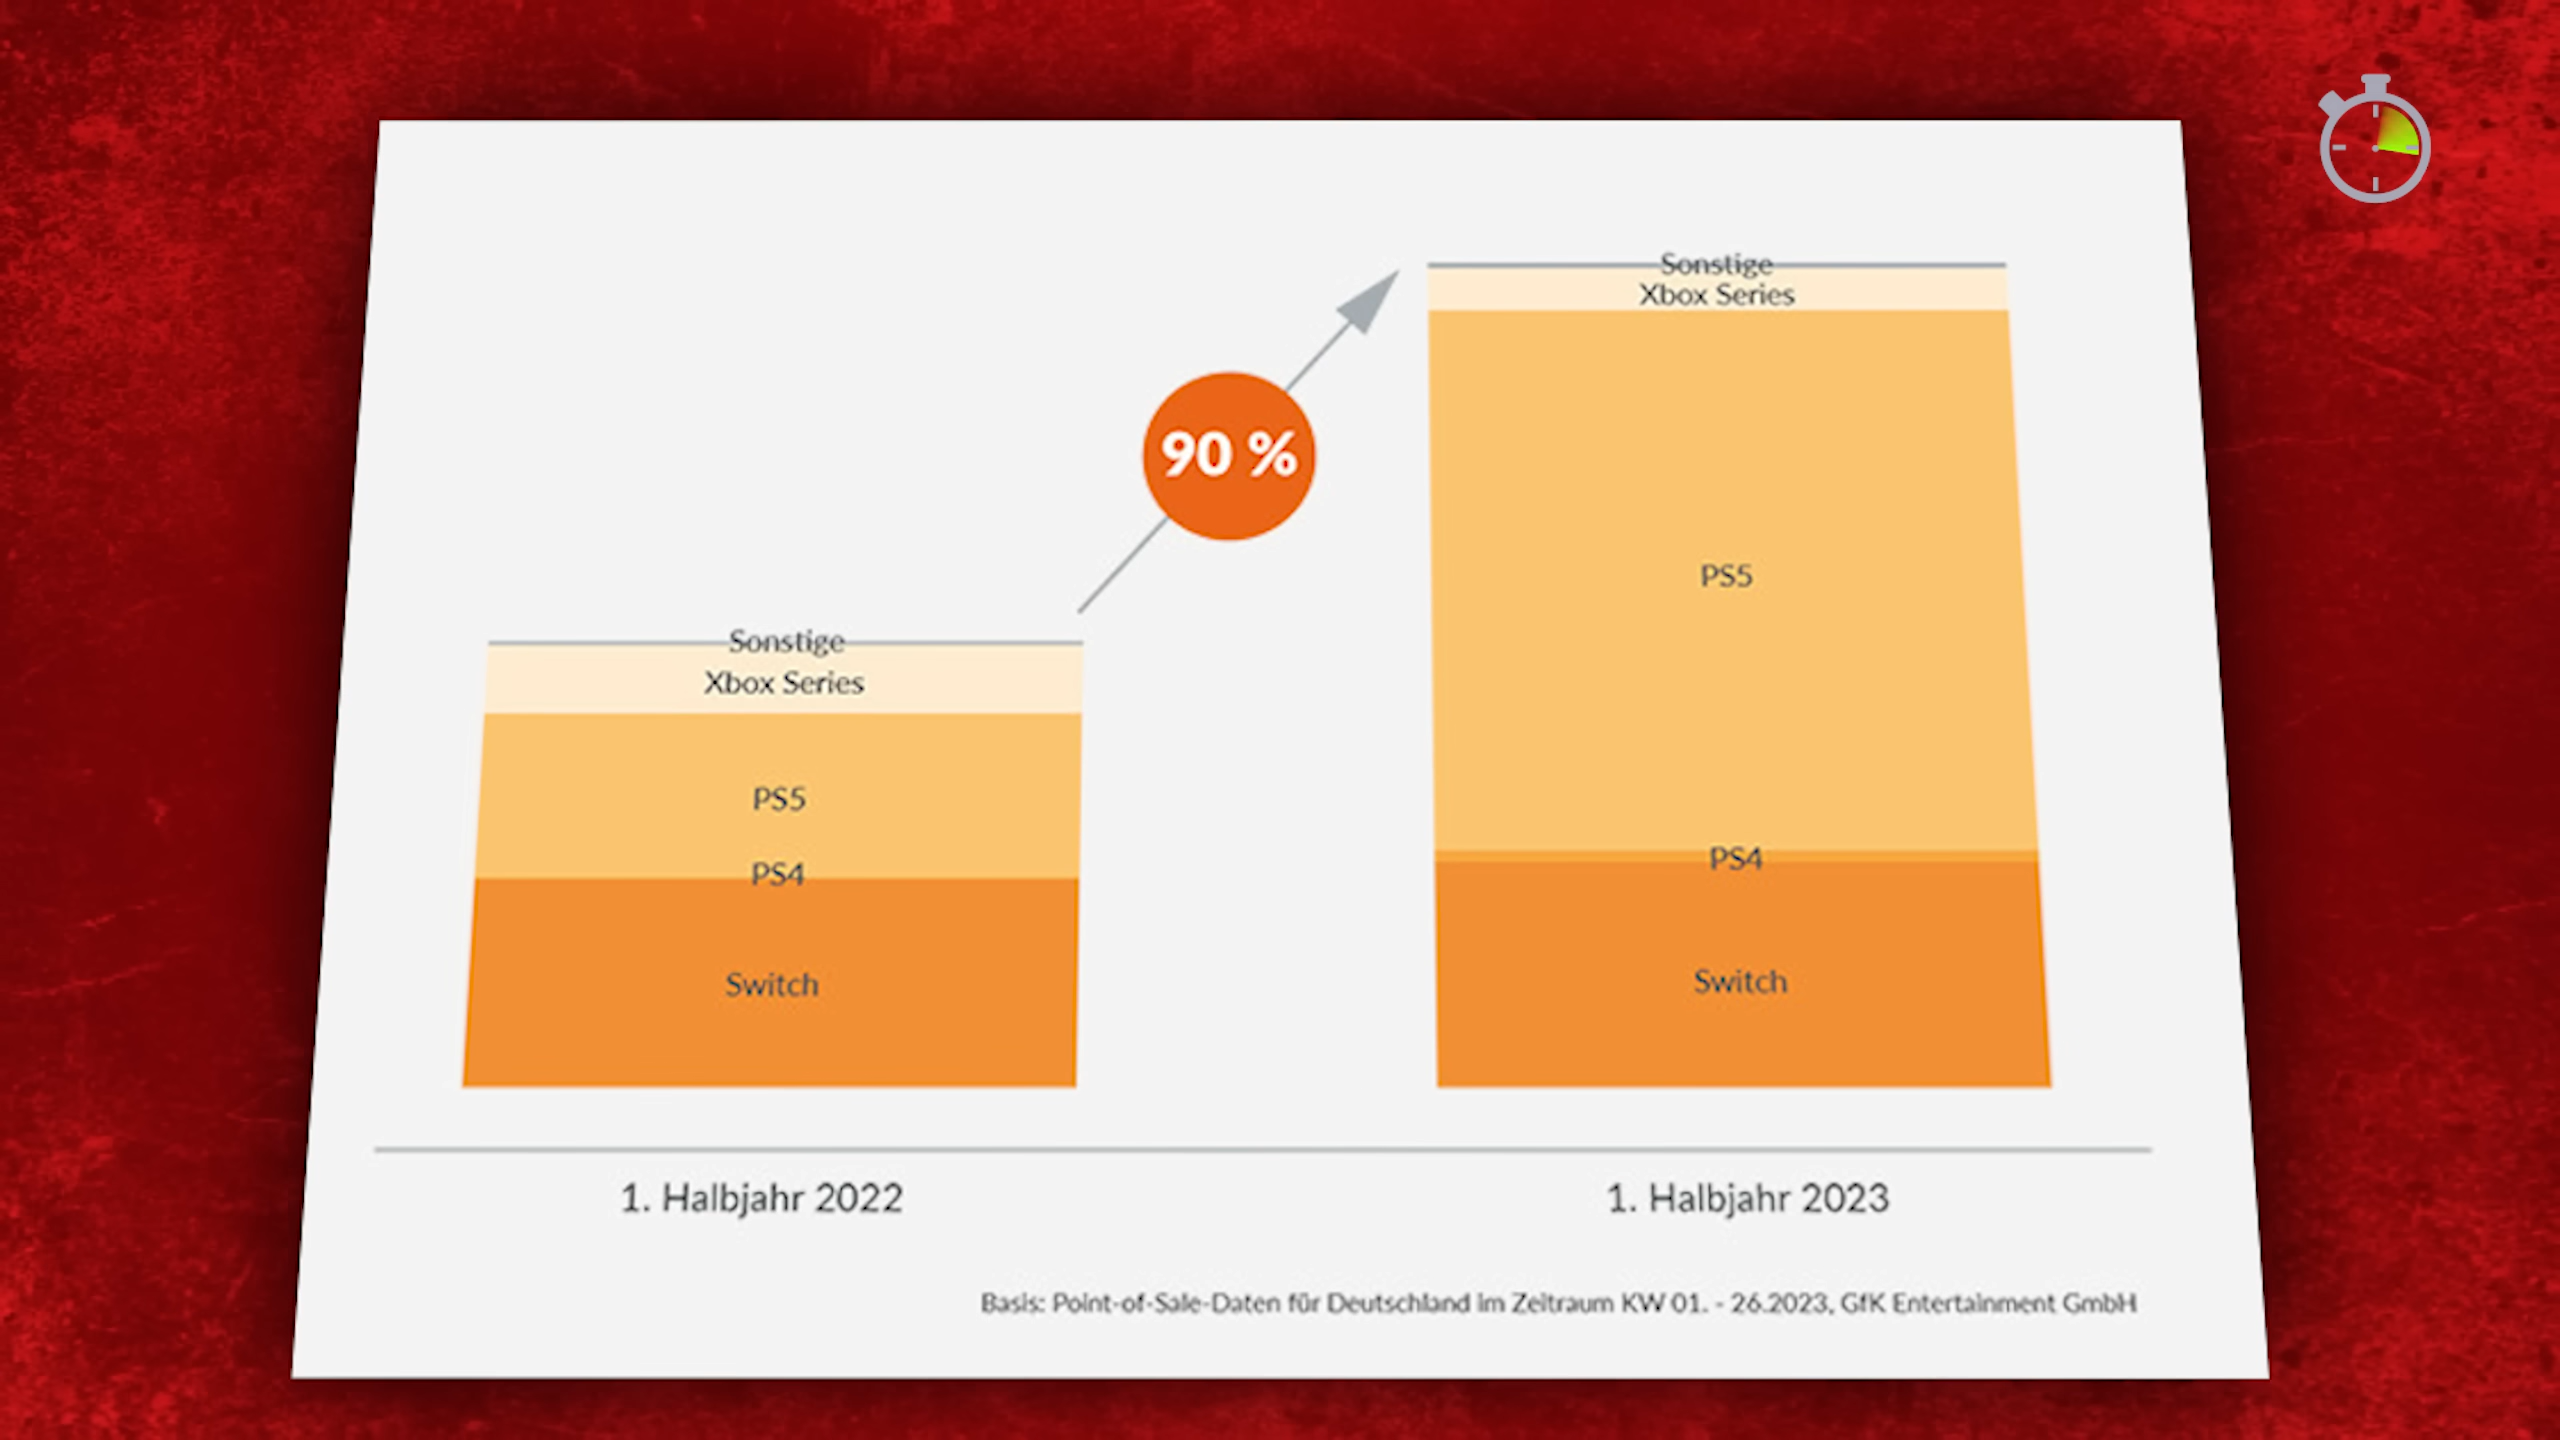 Sonstige
Xbox Series
PS5
PS4
Switch
90 %
Sonstige
Xbox Series
PS5
PS4
Switch
1. Halbjahr 2022
1. Halbjahr 2023
Basis: Point-of-Sale-Daten für Deutschland im Zeitraum KW 01. - 26.2023, GfK Entertainment GmbH